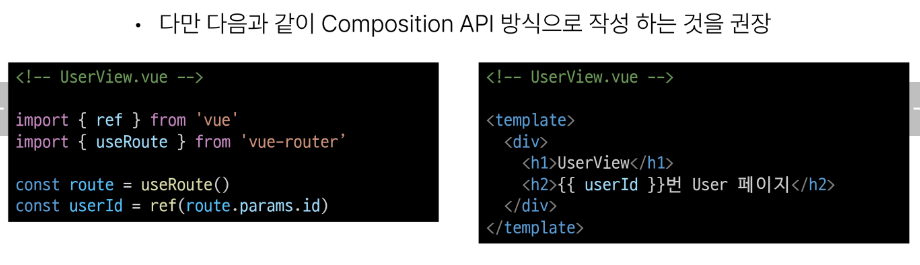 • 다만 다음과 같이 Composition API 방식으로 작성 하는 것을 권장
<!-- UserView.vue -->
import { ref } from 'vue'
import { useRoute } from 'vue-router’
const route = useRoute()
const userId = ref(route.params.id)
<!-- UserView.vue -->
<template>
<div>
<h1>UserView</h1>
<h2>{{ userId }}번 User 페이지</h2>
</div>
</template>